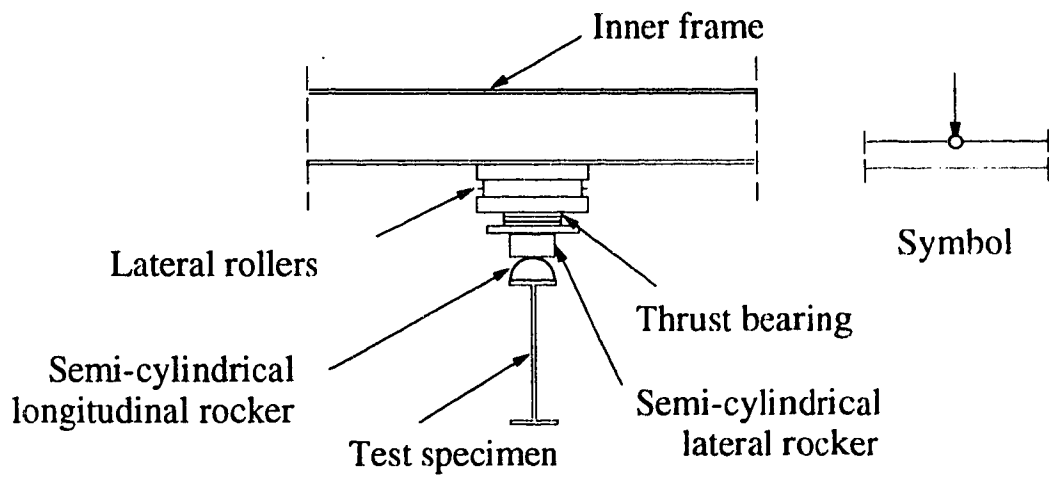 Inner frame
Lateral rollers
Symbol
Thrust bearing
Semi-cylindrical
longitudinal rocker
Semi-cylindrical
lateral rocker
Test specimen